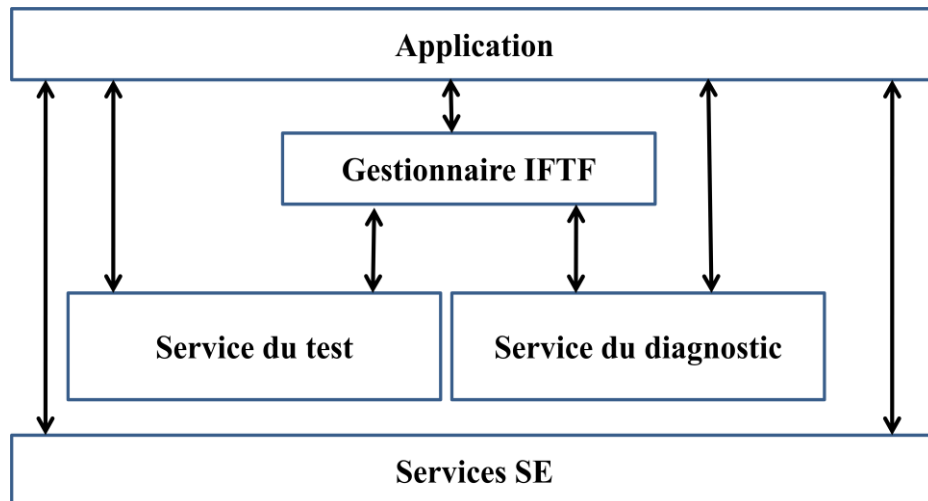 Application
Gestionnaire IFTF
Service du test
Service du diagnostic
Services SE